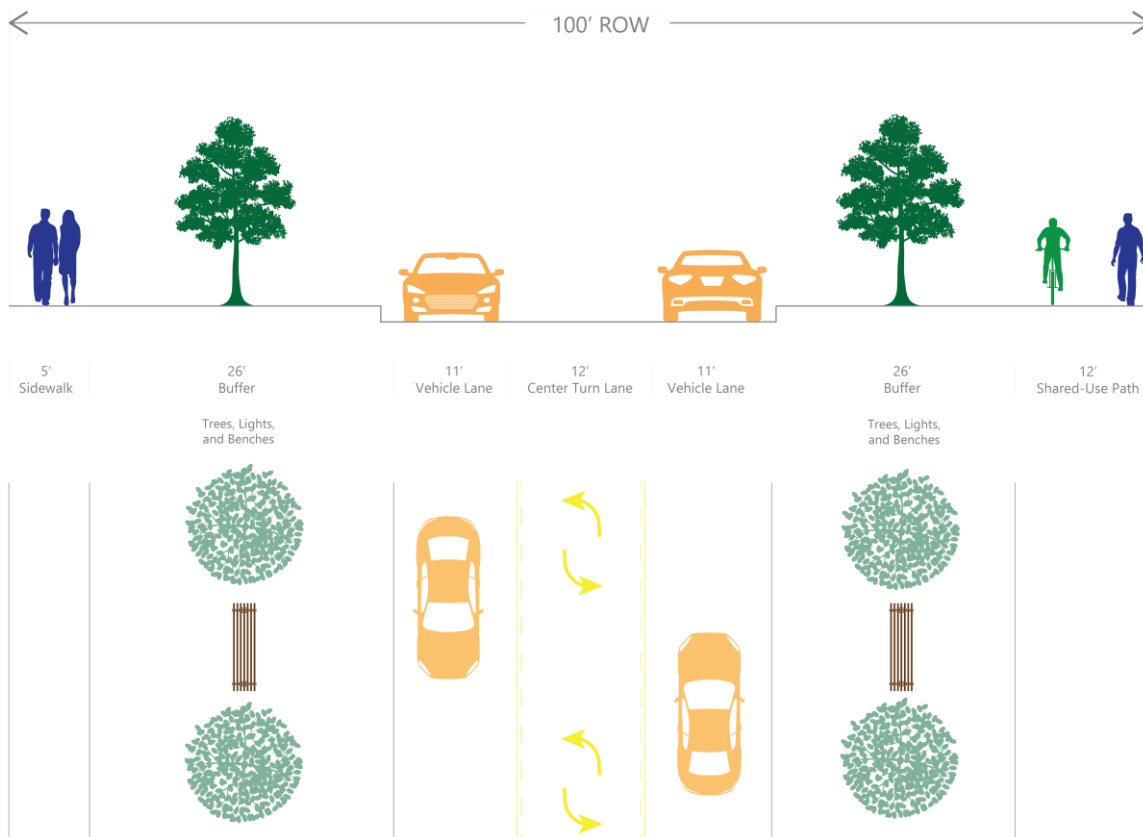 100’ ROW
5’
Sidewalk
26’
Buffer
11’
Vehicle Lane
12’
Center Turn Lane
11’
Vehicle Lane
26’
Buffer
12’
Shared-Use Path
Trees, Lights,
and Benches
Trees, Lights,
and Benches